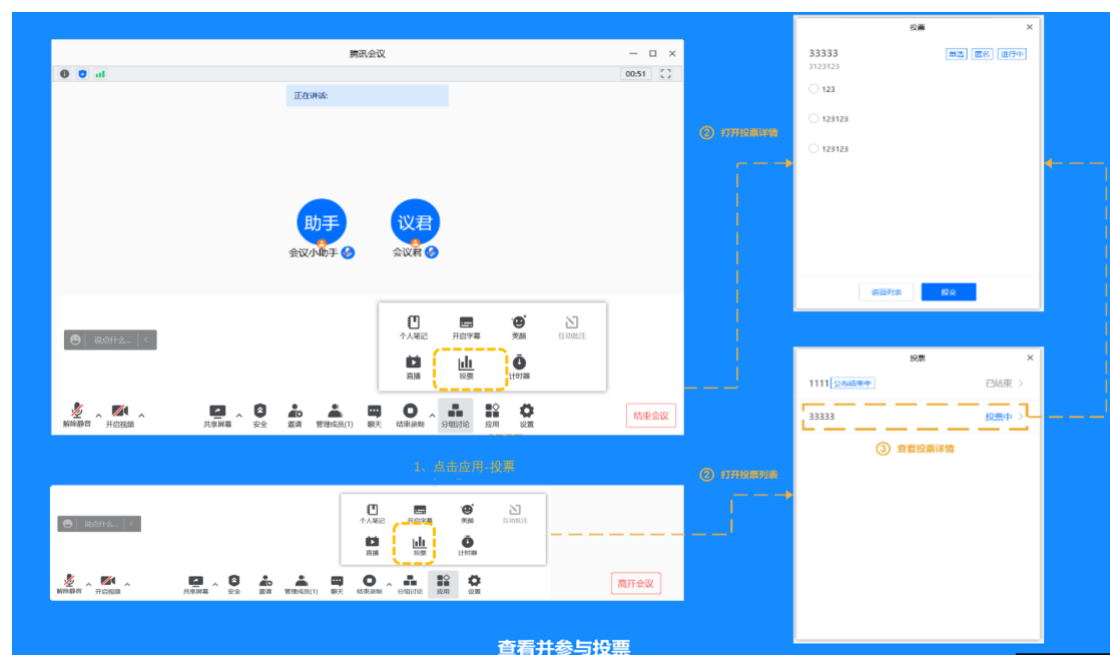 腾讯会议
00:51
正在讲话:
助手
议君
会议小助手
会议君
个人笔记
开启字幕
美颜
互动批注
直播
投票
计时器
说点什么...
解除静音
开启视频
共享屏幕
安全
邀请
管理成员(1)
聊天
结束录制
分组讨论
应用
设置
结束会议
1、点击应用-投票
个人笔记
开启字幕
美颜
互动批注
直播
投票
计时器
说点什么...
解除静音
开启视频
共享屏幕
安全
邀请
管理成员(1)
聊天
结束录制
分组讨论
应用
设置
离开会议
② 打开投票详情
投票
33333
单选 匿名 进行中
3123123
123
123123
123123
返回列表
提交
② 打开投票列表
投票
1111 公布结果中 已结束
33333 投票中
③ 查看投票详情
查看并参与投票